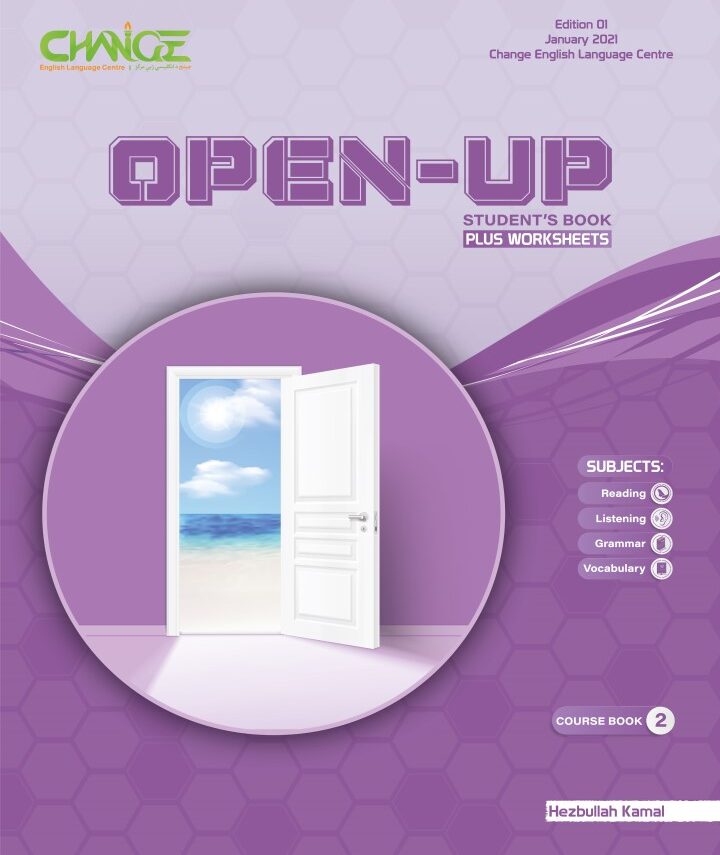 CHANGE
English Language Centre
Edition 01
January 2021
Change English Language Centre
OPEN-UP
STUDENT'S BOOK
PLUS WORKSHEETS
SUBJECTS:
Reading
Listening
Grammar
Vocabulary
COURSE BOOK 2
Hezbullah Kamal